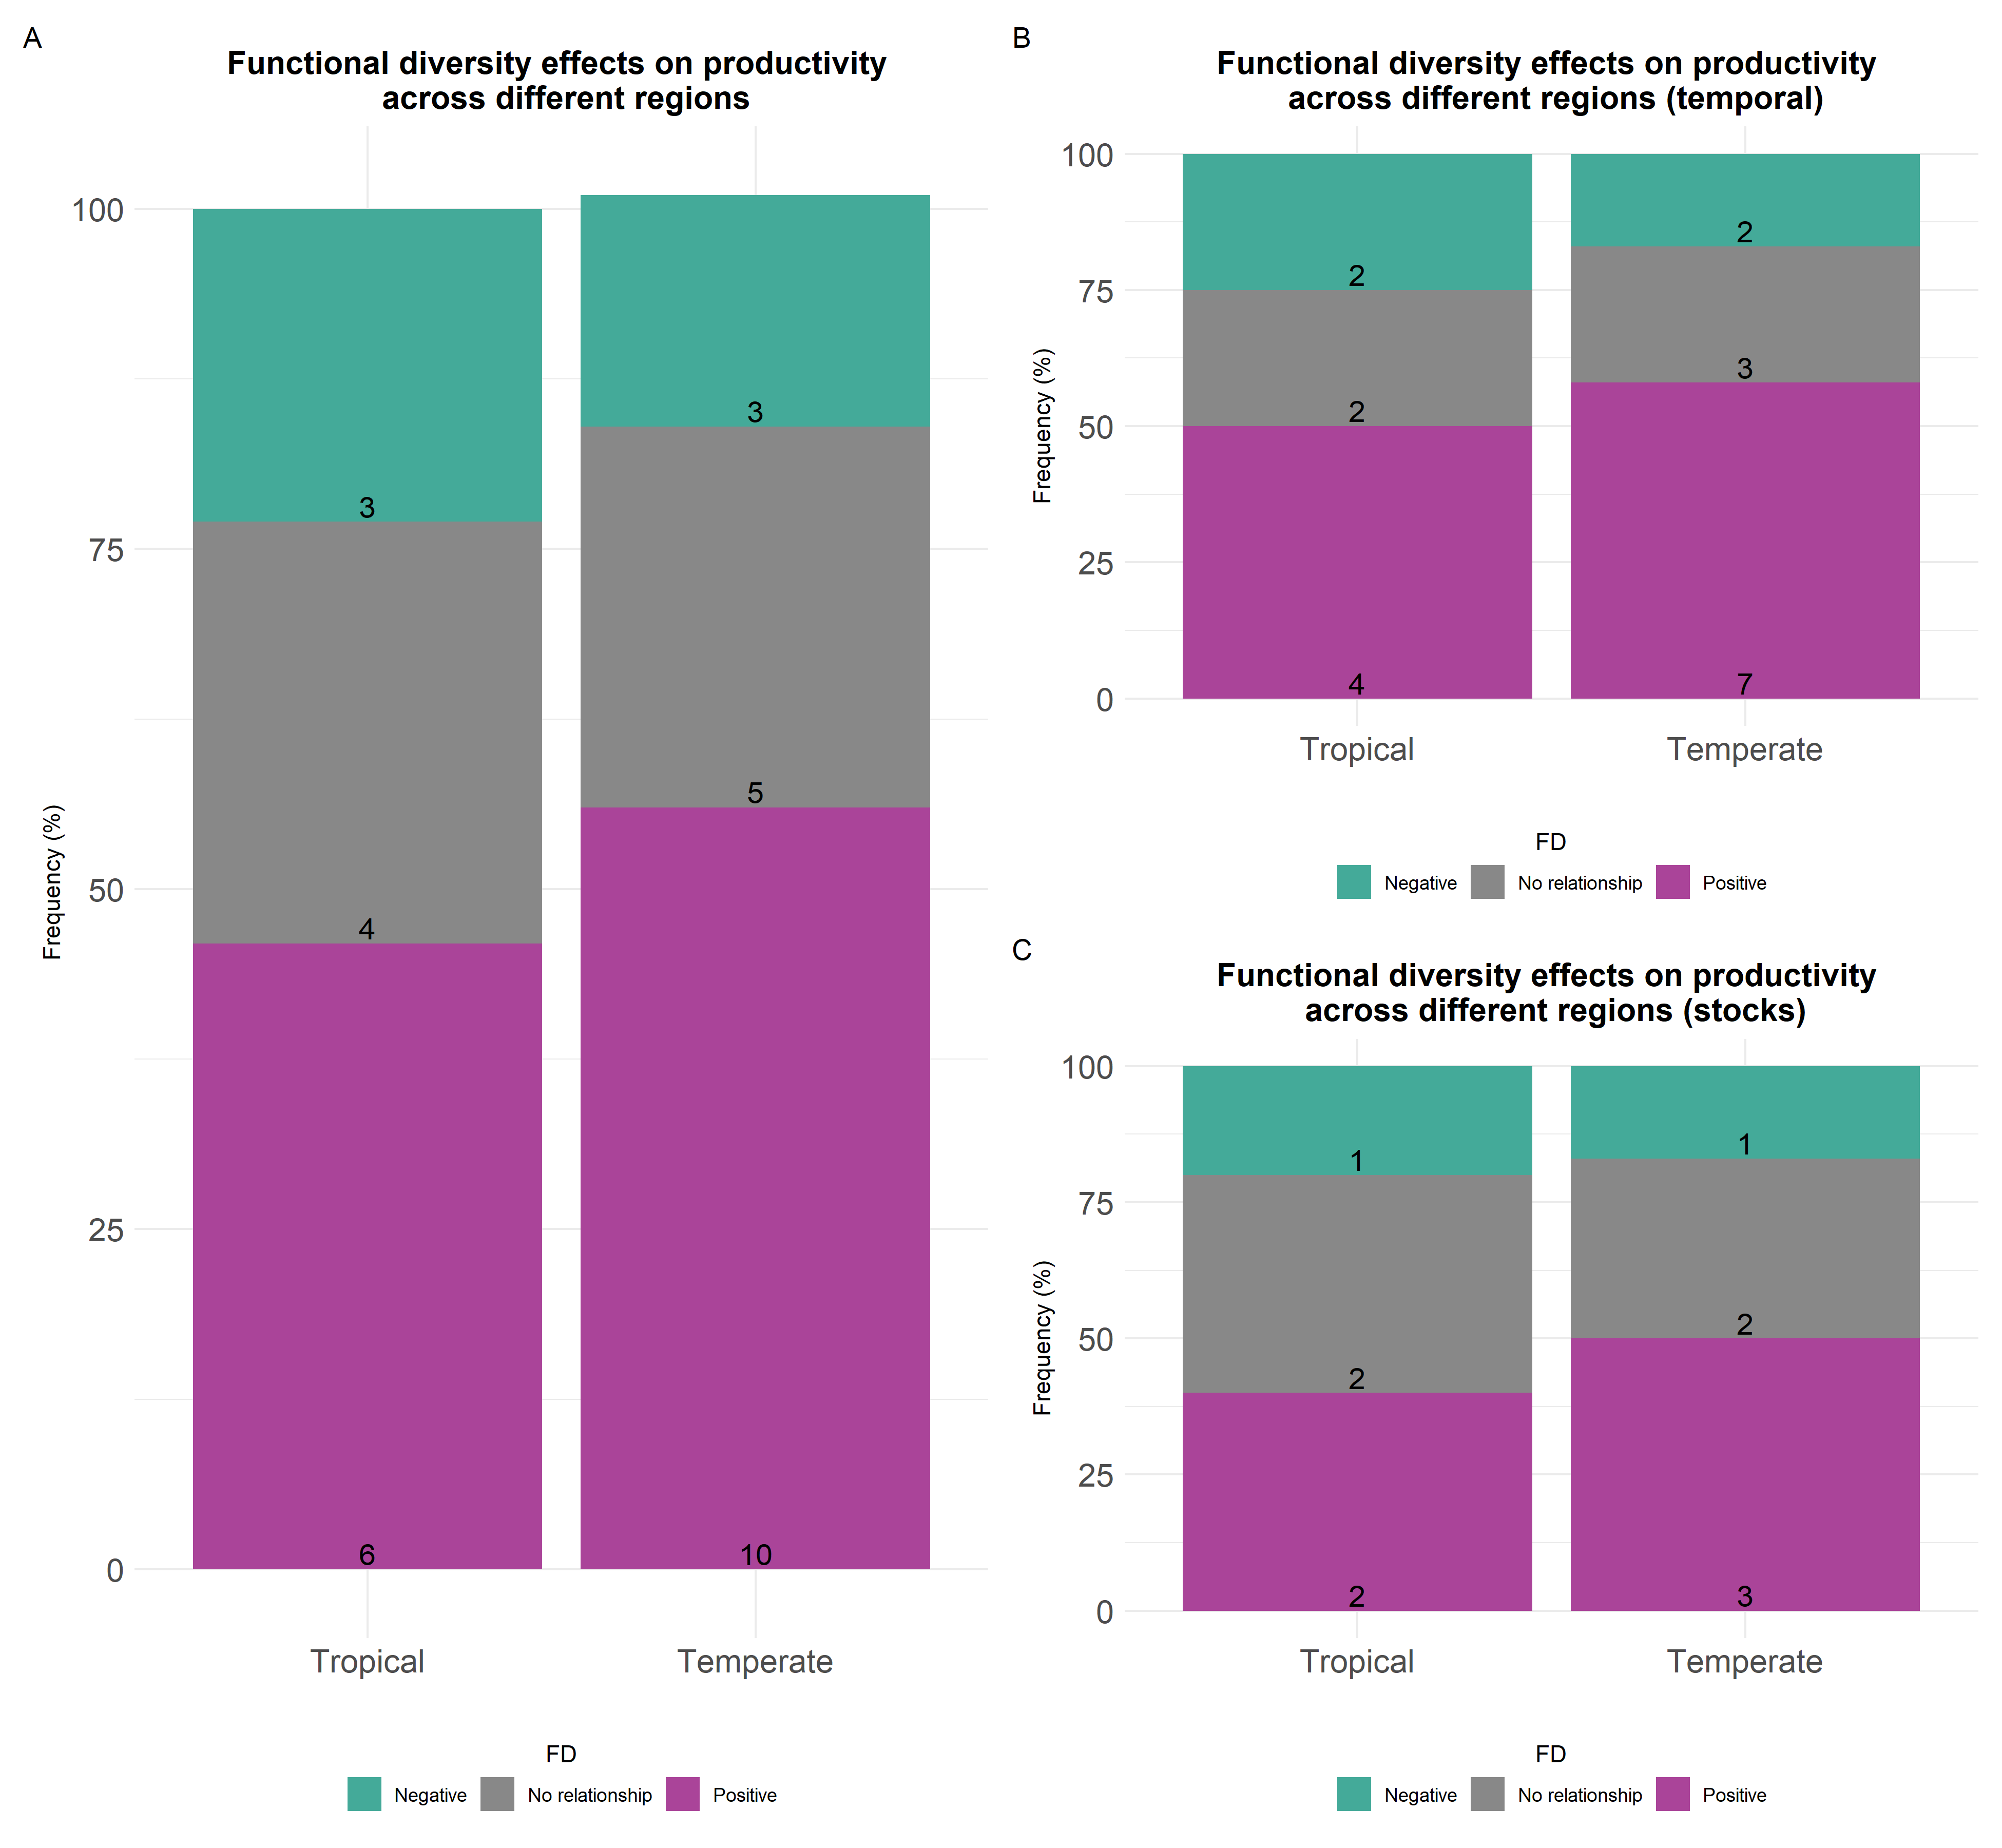 A
Functional diversity effects on productivity
across different regions
Frequency (%)
100
75
50
25
0
3
4
6
3
5
10
Tropical
Temperate
FD
Negative
No relationship
Positive
B
Functional diversity effects on productivity
across different regions (temporal)
Frequency (%)
100
75
50
25
0
2
2
4
2
3
7
Tropical
Temperate
FD
Negative
No relationship
Positive
C
Functional diversity effects on productivity
across different regions (stocks)
Frequency (%)
100
75
50
25
0
1
2
2
1
2
3
Tropical
Temperate
FD
Negative
No relationship
Positive